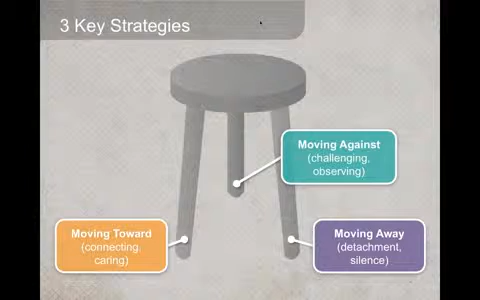 3 Key Strategies
Moving Against
(challenging,
observing)
Moving Toward
(connecting,
caring)
Moving Away
(detachment,
silence)